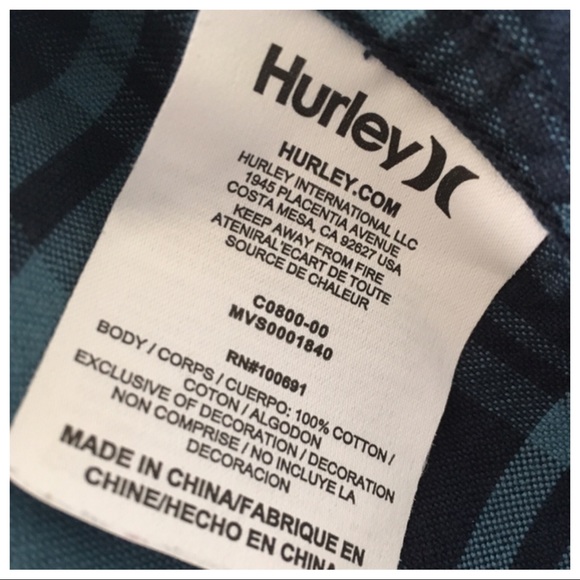 Hurley
HURLEY.COM
HURLEY INTERNATIONAL LLC
1945 PLACENTIA AVENUE
COSTA MESA, CA 92627 USA
KEEP AWAY FROM FIRE
ATENIRAL'ECART DE TOUTE
SOURCE DE CHALEUR
C0800-00
MVS0001840
RN#100691
BODY / CORPS / CUERPO: 100% COTTON /
COTON / ALGODON
EXCLUSIVE OF DECORATION / DECORATION
NON COMPRISE / NO INCLUYE LA
DECORACION
MADE IN CHINA/FABRIQUE EN
CHINE/HECHO EN CHINA